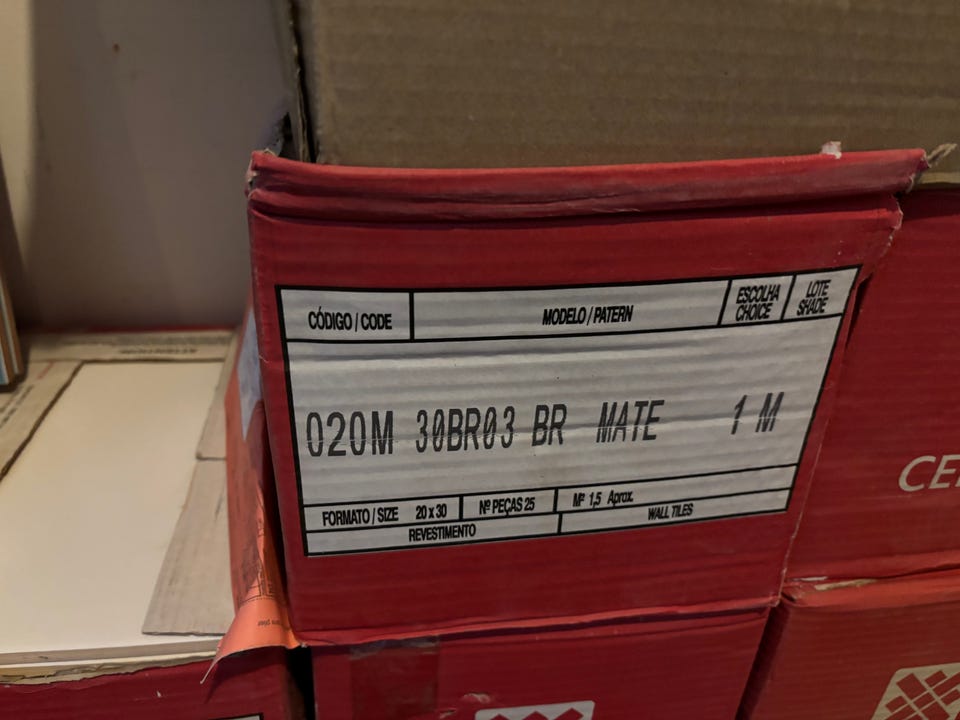 CÓDIGO / CODE MODELO / PATERN ESCOLHA CHOICE LOTE SHADE
020M 30BR03 BR MATE 1 M
FORMATO / SIZE 20 x 30 Nº PEÇAS 25 M² 1,5 Aprox.
REVESTIMENTO WALL TILES
CE